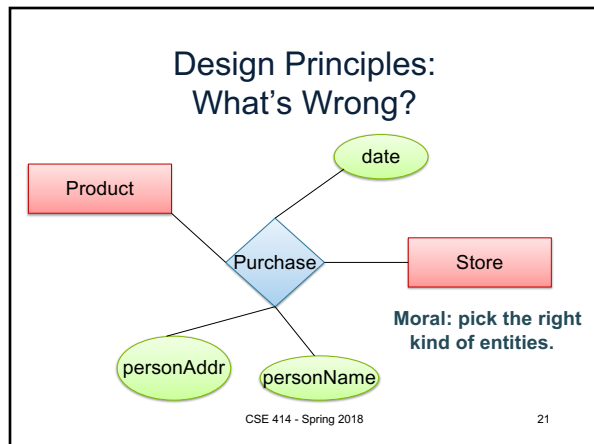 Design Principles:
What's Wrong?
date
Product
Purchase
Store
Moral: pick the right
kind of entities.
personAddr
personName
CSE 414 - Spring 2018
21